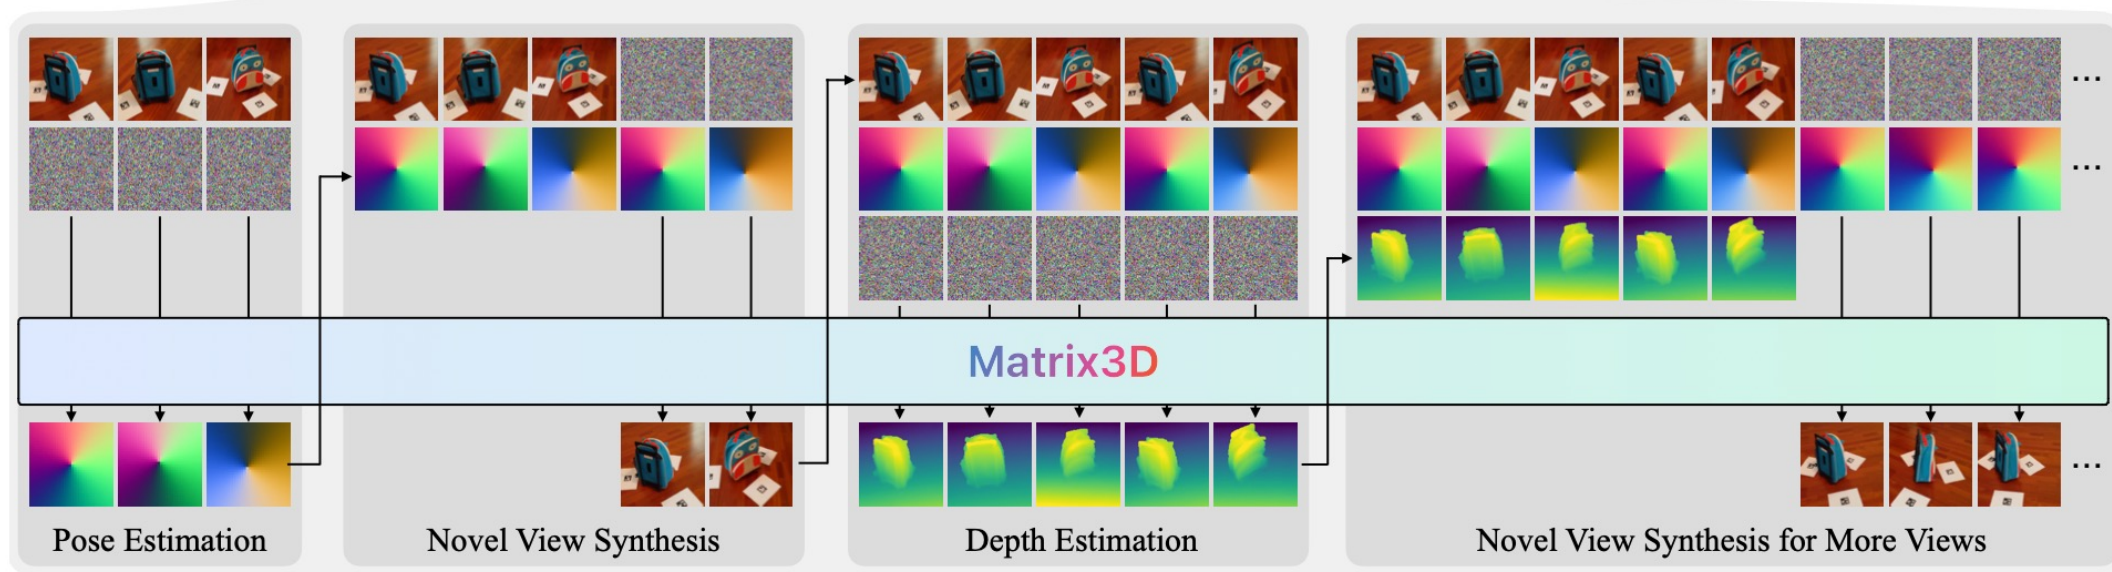 ...
...
Matrix3D
...
Pose Estimation
Novel View Synthesis
Depth Estimation
Novel View Synthesis for More Views